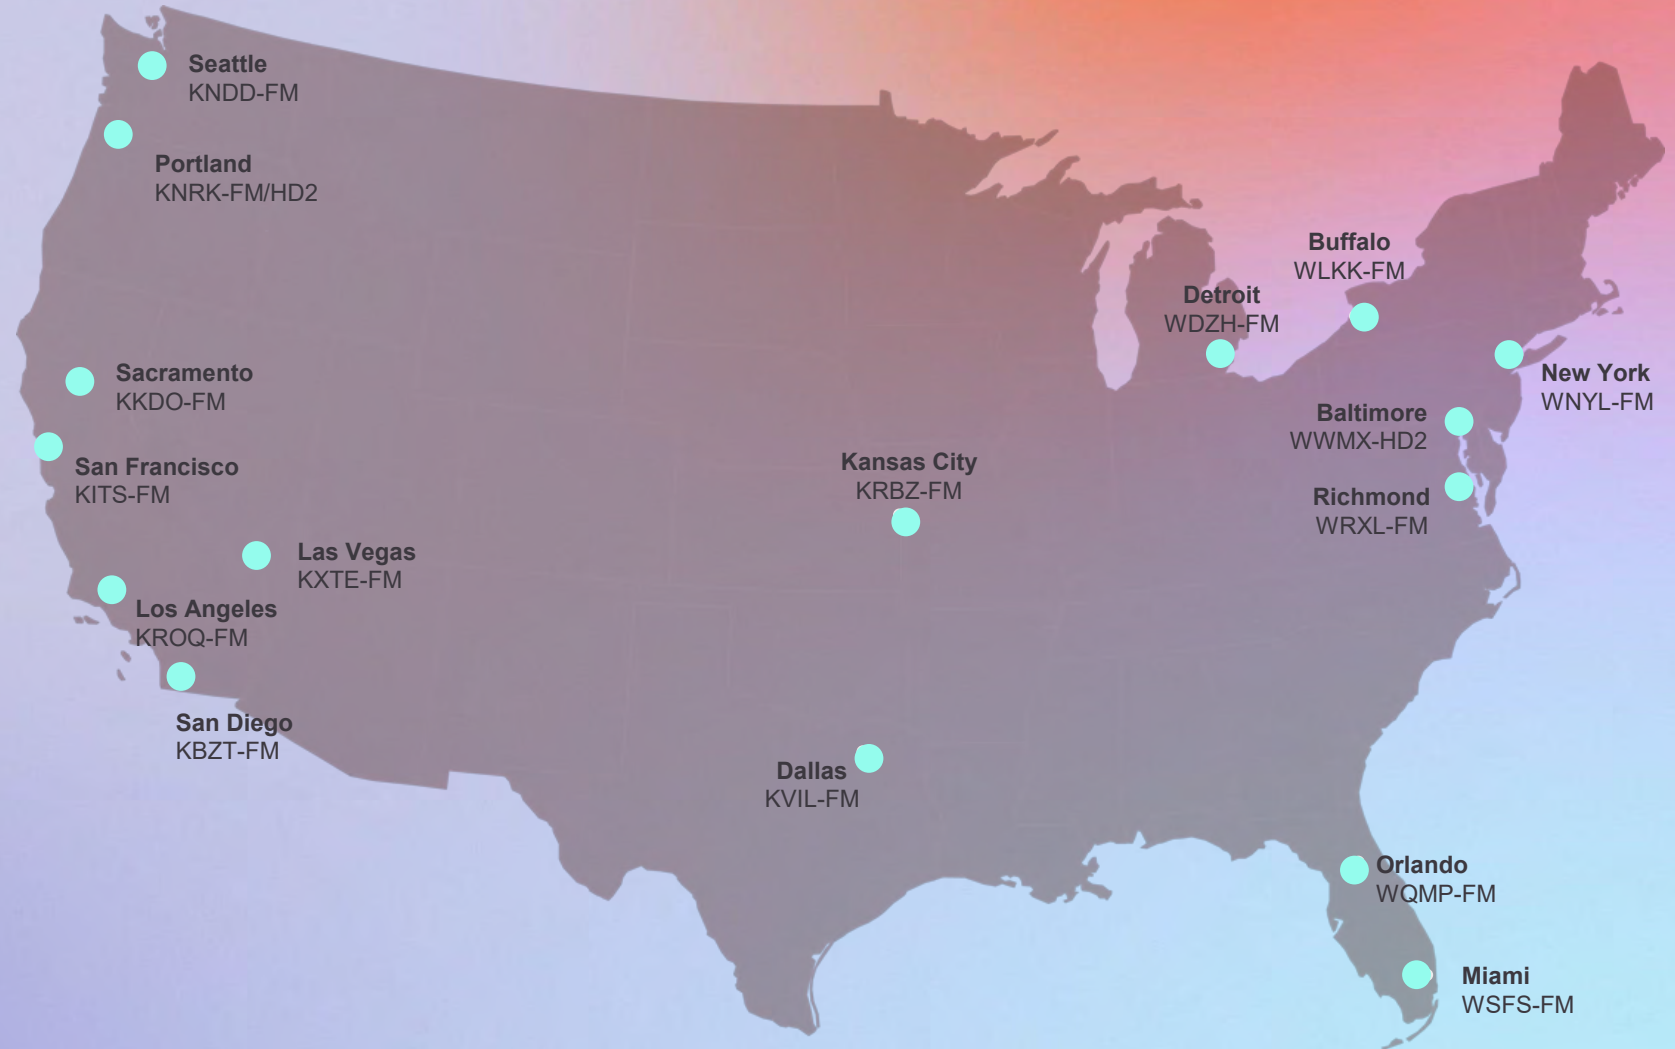 Seattle
KNDD-FM
Portland
KNRK-FM/HD2
Buffalo
WLKK-FM
Detroit
WDZH-FM
Sacramento
KKDO-FM
New York
WNYL-FM
Baltimore
WWMX-HD2
San Francisco
KITS-FM
Kansas City
KRBZ-FM
Richmond
WRXL-FM
Las Vegas
KXTE-FM
Los Angeles
KROQ-FM
San Diego
KBZT-FM
Dallas
KVIL-FM
Orlando
WQMP-FM
Miami
WSFS-FM